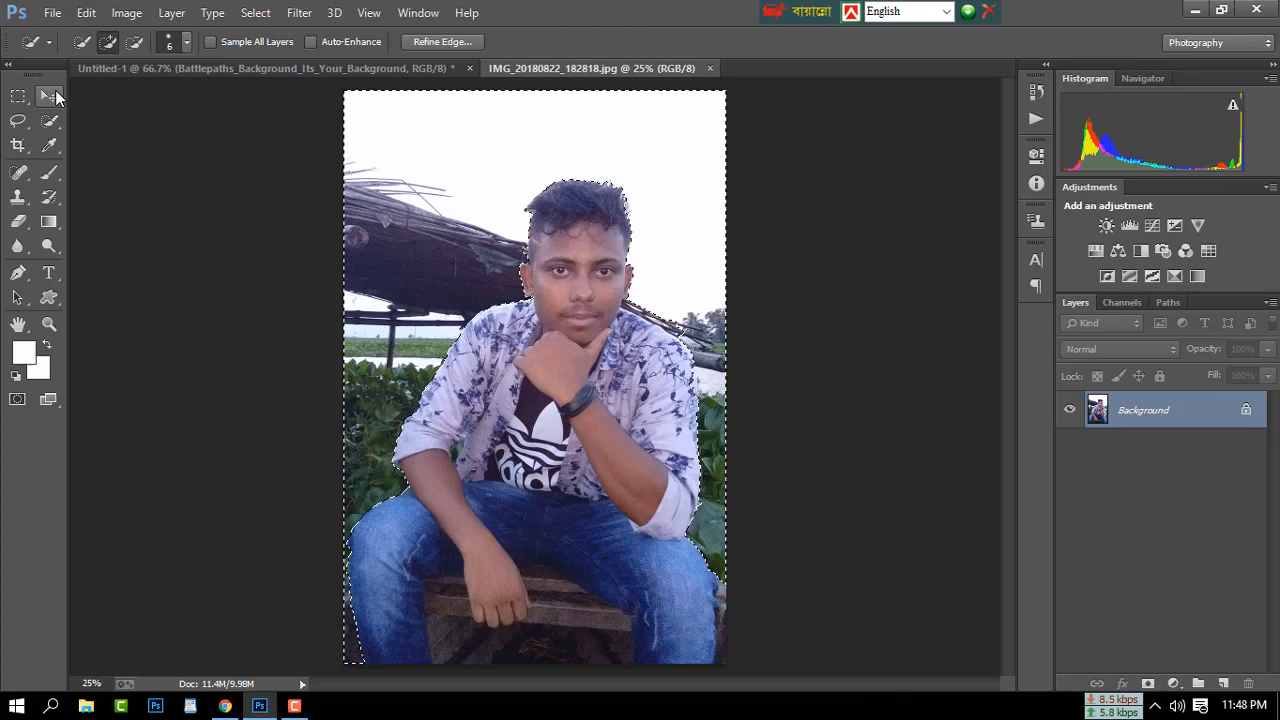 Ps File Edit Image Layer Type Select Filter 3D View Window Help
বায়ান্নো English
6 Sample All Layers Auto-Enhance Refine Edge... Photography
Untitled-1 @ 66.7% (Battlepaths_Background_Its_Your_Background, RGB/8) * × IMG_20180822_182818.jpg @ 25% (RGB/8) ×
Histogram Navigator
Adjustments
Add an adjustment
Layers Channels Paths
Kind
Normal Opacity: 100%
Lock: Fill: 100%
Background
adidas
25% Doc: 11.4M/9.98M
8.5 kbps
5.8 kbps
11:48 PM